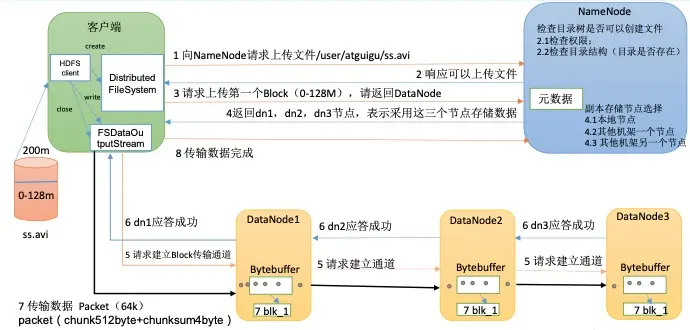 客户端
NameNode
检查目录树是否可以创建文件
2.1检查权限；
2.2检查目录结构（目录是否存在）
元数据
副本存储节点选择
4.1本地节点
4.2其他机架一个节点
4.3 其他机架另一个节点
create
HDFS
client
Distributed
FileSystem
write
close
FSDataOu
tputStream
1 向NameNode请求上传文件/user/atguigu/ss.avi
2 响应可以上传文件
3 请求上传第一个Block（0-128M），请返回DataNode
4返回dn1，dn2，dn3节点，表示采用这三个节点存储数据
8 传输数据完成
200m
0-128m
ss.avi
6 dn1应答成功
5 请求建立Block传输通道
DataNode1
Bytebuffer
7 blk_1
6 dn2应答成功
5 请求建立通道
DataNode2
Bytebuffer
7 blk_1
6 dn3应答成功
5 请求建立通道
DataNode3
Bytebuffer
7 blk_1
7 传输数据 Packet（64k）
packet（chunk512byte+chunksum4byte）